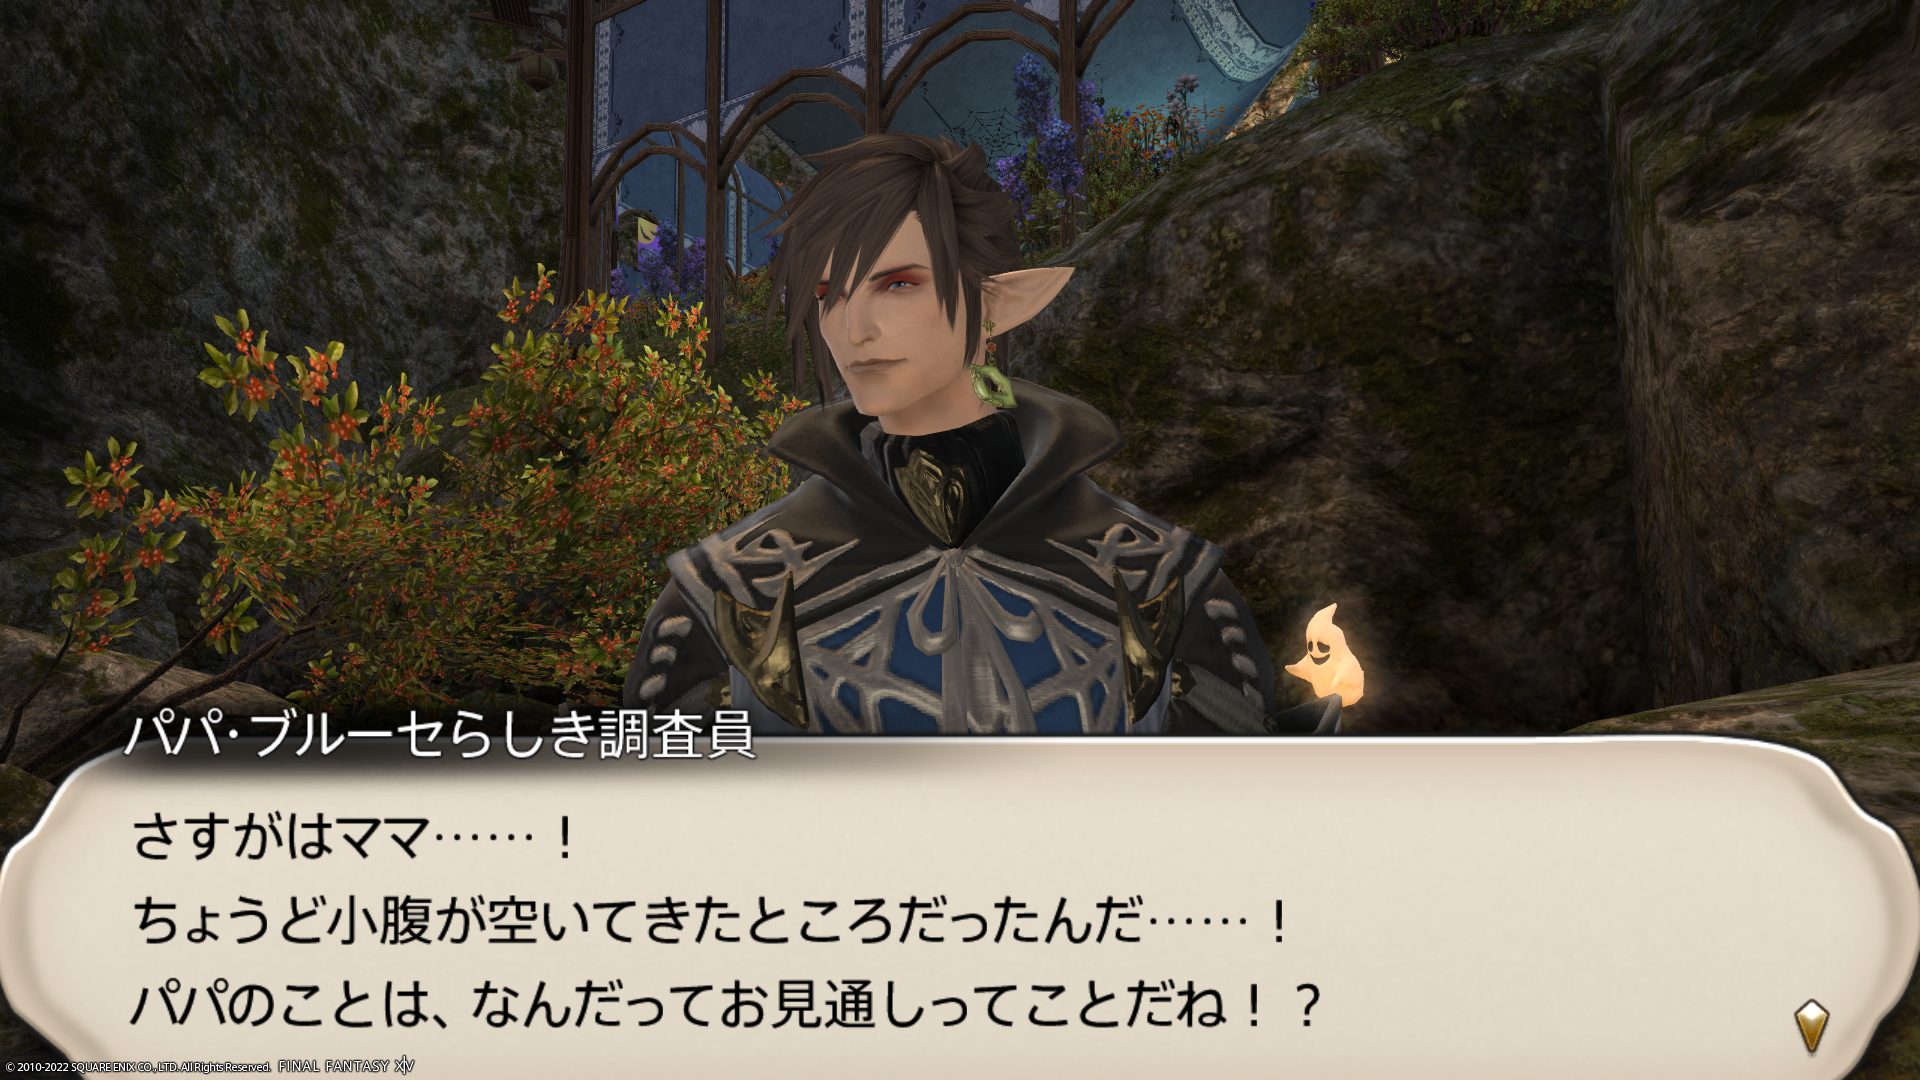 パパ・ブルーセらしき調査員
さすがはママ……！
ちょうど小腹が空いてきたところだったんだ……！
パパのことは、なんだってお見通しってことだね！？
© 2010-2022 SQUARE ENIX CO., LTD. All Rights Reserved. FINAL FANTASY XIV